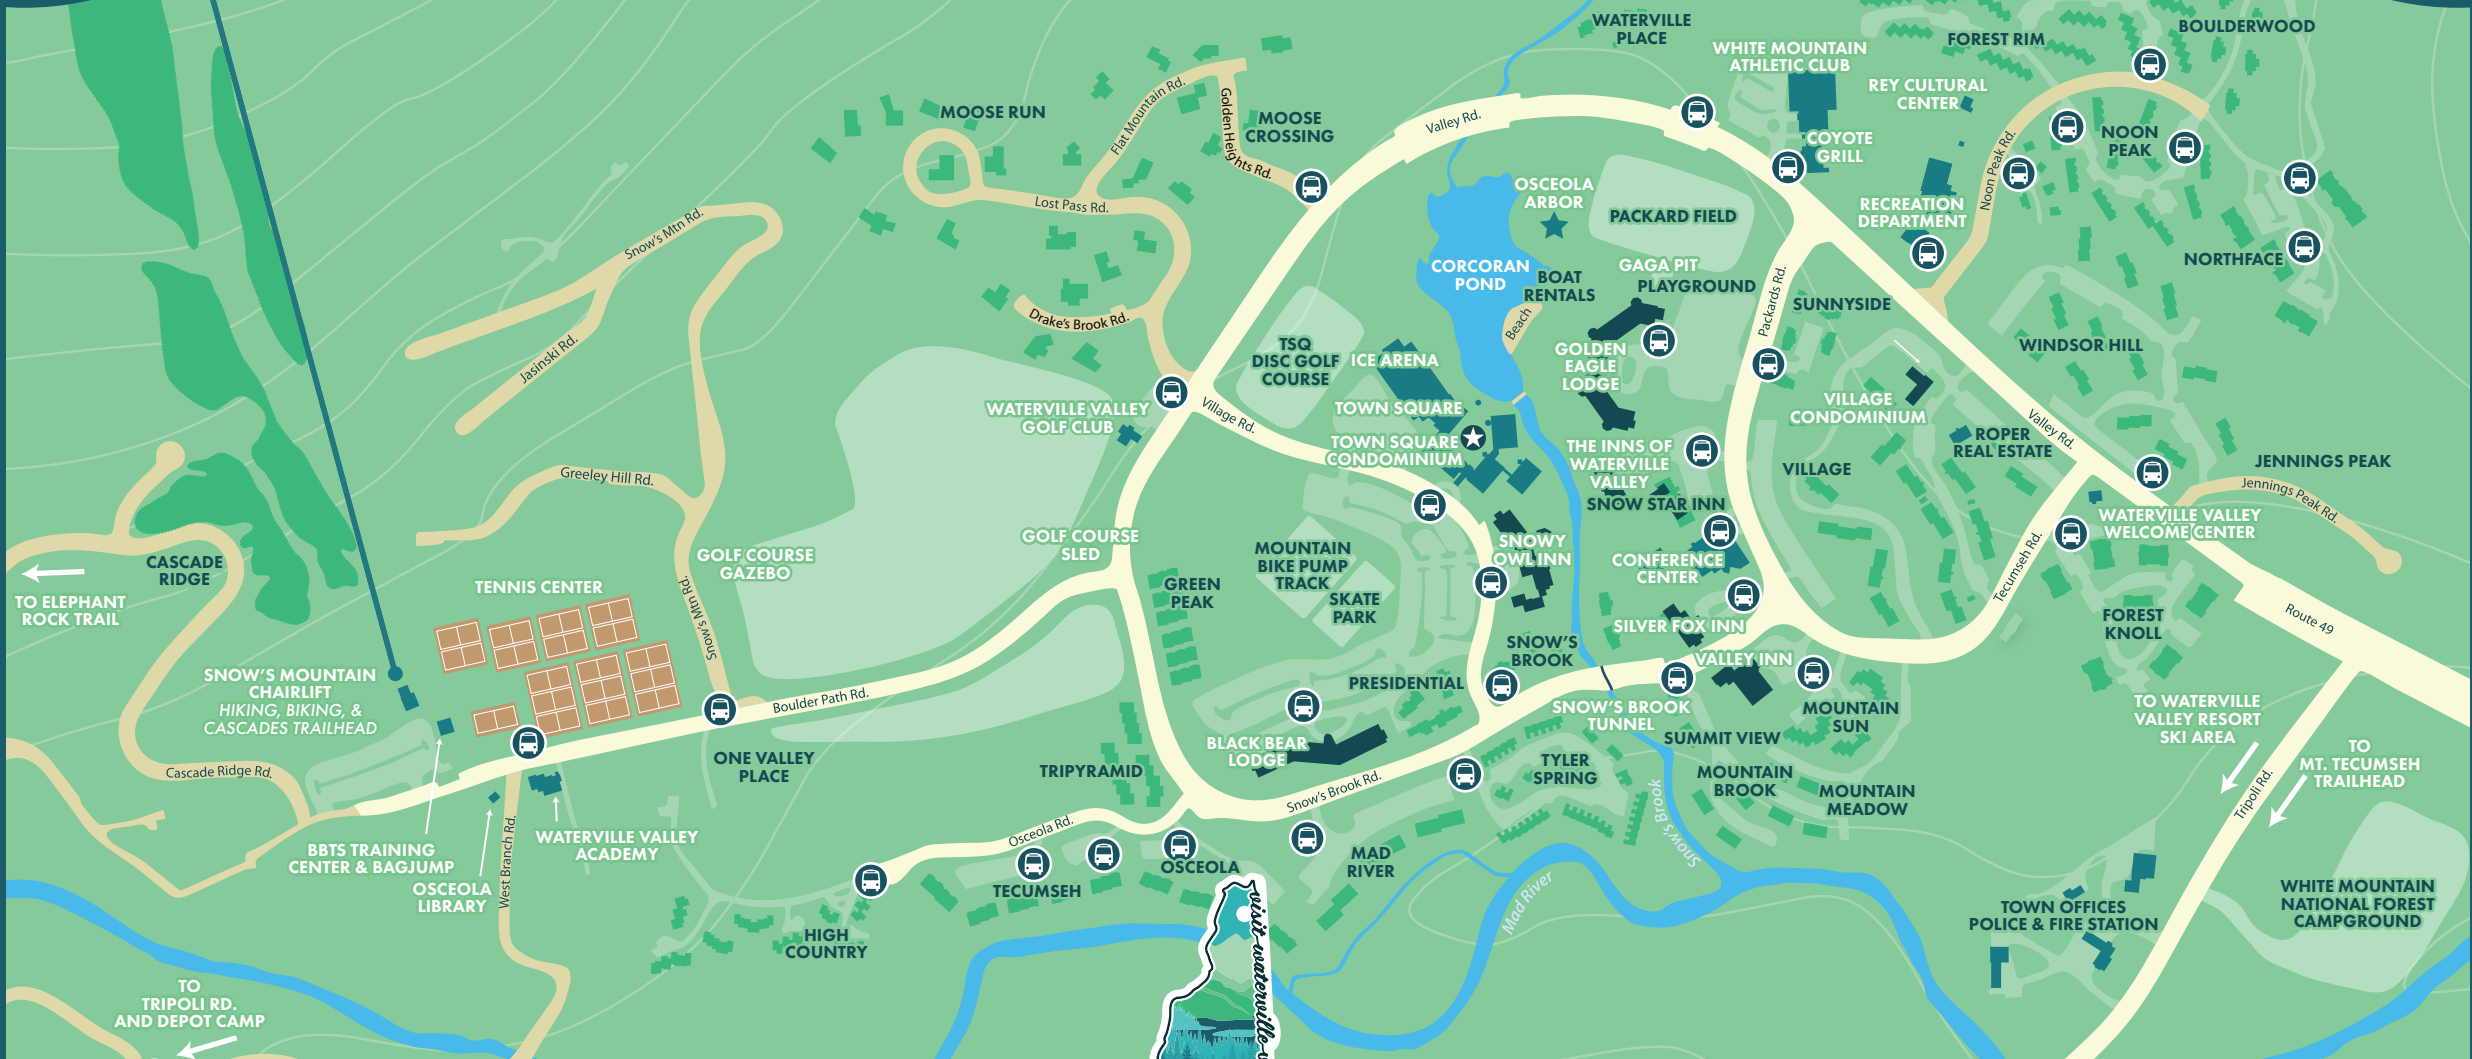 WATERVILLE
PLACE
WHITE MOUNTAIN
ATHLETIC CLUB
FOREST RIM
BOULDERWOOD
REY CULTURAL
CENTER
COYOTE
GRILL
NOON
PEAK
Noon Peak Rd.
RECREATION
DEPARTMENT
NORTHFACE
MOOSE RUN
Flat Mountain Rd.
Golden Heights Rd.
MOOSE
CROSSING
Valley Rd.
Lost Pass Rd.
Snow's Mtn Rd.
Jasinski Rd.
Drake's Brook Rd.
OSCEOLA
ARBOR
PACKARD FIELD
CORCORAN
POND
BOAT
RENTALS
GAGA PIT
PLAYGROUND
Beach
Packards Rd.
SUNNYSIDE
WINDSOR HILL
TSQ
DISC GOLF
COURSE
ICE ARENA
GOLDEN
EAGLE
LODGE
TOWN SQUARE
TOWN SQUARE
CONDOMINIUM
WATERVILLE VALLEY
GOLF CLUB
Village Rd.
VILLAGE
CONDOMINIUM
ROPER
REAL ESTATE
Valley Rd.
THE INNS OF
WATERVILLE
VALLEY
SNOW STAR INN
VILLAGE
JENNINGS PEAK
Jennings Peak Rd.
Greeley Hill Rd.
WATERVILLE VALLEY
WELCOME CENTER
GOLF COURSE
SLED
GOLF COURSE
GAZEBO
CASCADE
RIDGE
TO ELEPHANT
ROCK TRAIL
TENNIS CENTER
Snow's Mtn Rd.
MOUNTAIN
BIKE PUMP
TRACK
SKATE
PARK
GREEN
PEAK
SNOWY
OWL INN
CONFERENCE
CENTER
SILVER FOX INN
Tecumseh Rd.
FOREST
KNOLL
Route 49
SNOW'S
BROOK
VALLEY INN
PRESIDENTIAL
SNOW'S MOUNTAIN
CHAIRLIFT
HIKING, BIKING, &
CASCADES TRAILHEAD
Boulder Path Rd.
SNOW'S BROOK
TUNNEL
MOUNTAIN
SUN
SUMMIT VIEW
TO WATERVILLE
VALLEY RESORT
SKI AREA
TO
MT. TECUMSEH
TRAILHEAD
BLACK BEAR
LODGE
Cascade Ridge Rd.
ONE VALLEY
PLACE
TRIPYRAMID
Snow's Brook Rd.
TYLER
SPRING
MOUNTAIN
BROOK
MOUNTAIN
MEADOW
Snow's Brook
Tripoli Rd.
BBTS TRAINING
CENTER & BAGJUMP
WATERVILLE VALLEY
ACADEMY
OSCEOLA
LIBRARY
West Branch Rd.
Osceola Rd.
TECUMSEH
OSCEOLA
MAD
RIVER
Mad River
HIGH
COUNTRY
TOWN OFFICES
POLICE & FIRE STATION
WHITE MOUNTAIN
NATIONAL FOREST
CAMPGROUND
TO
TRIPOLI RD.
AND DEPOT CAMP
visit waterville